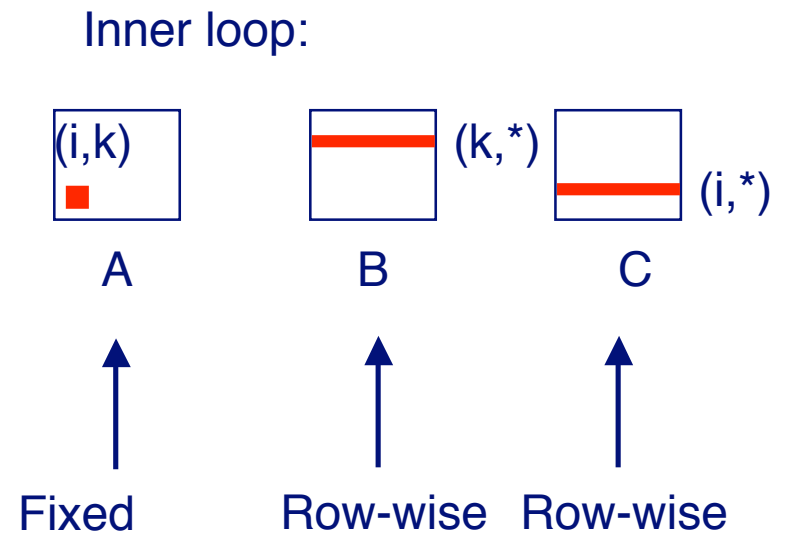 Inner loop:
(i,k)
(k,*)
(i,*)
A
B
C
Fixed
Row-wise
Row-wise